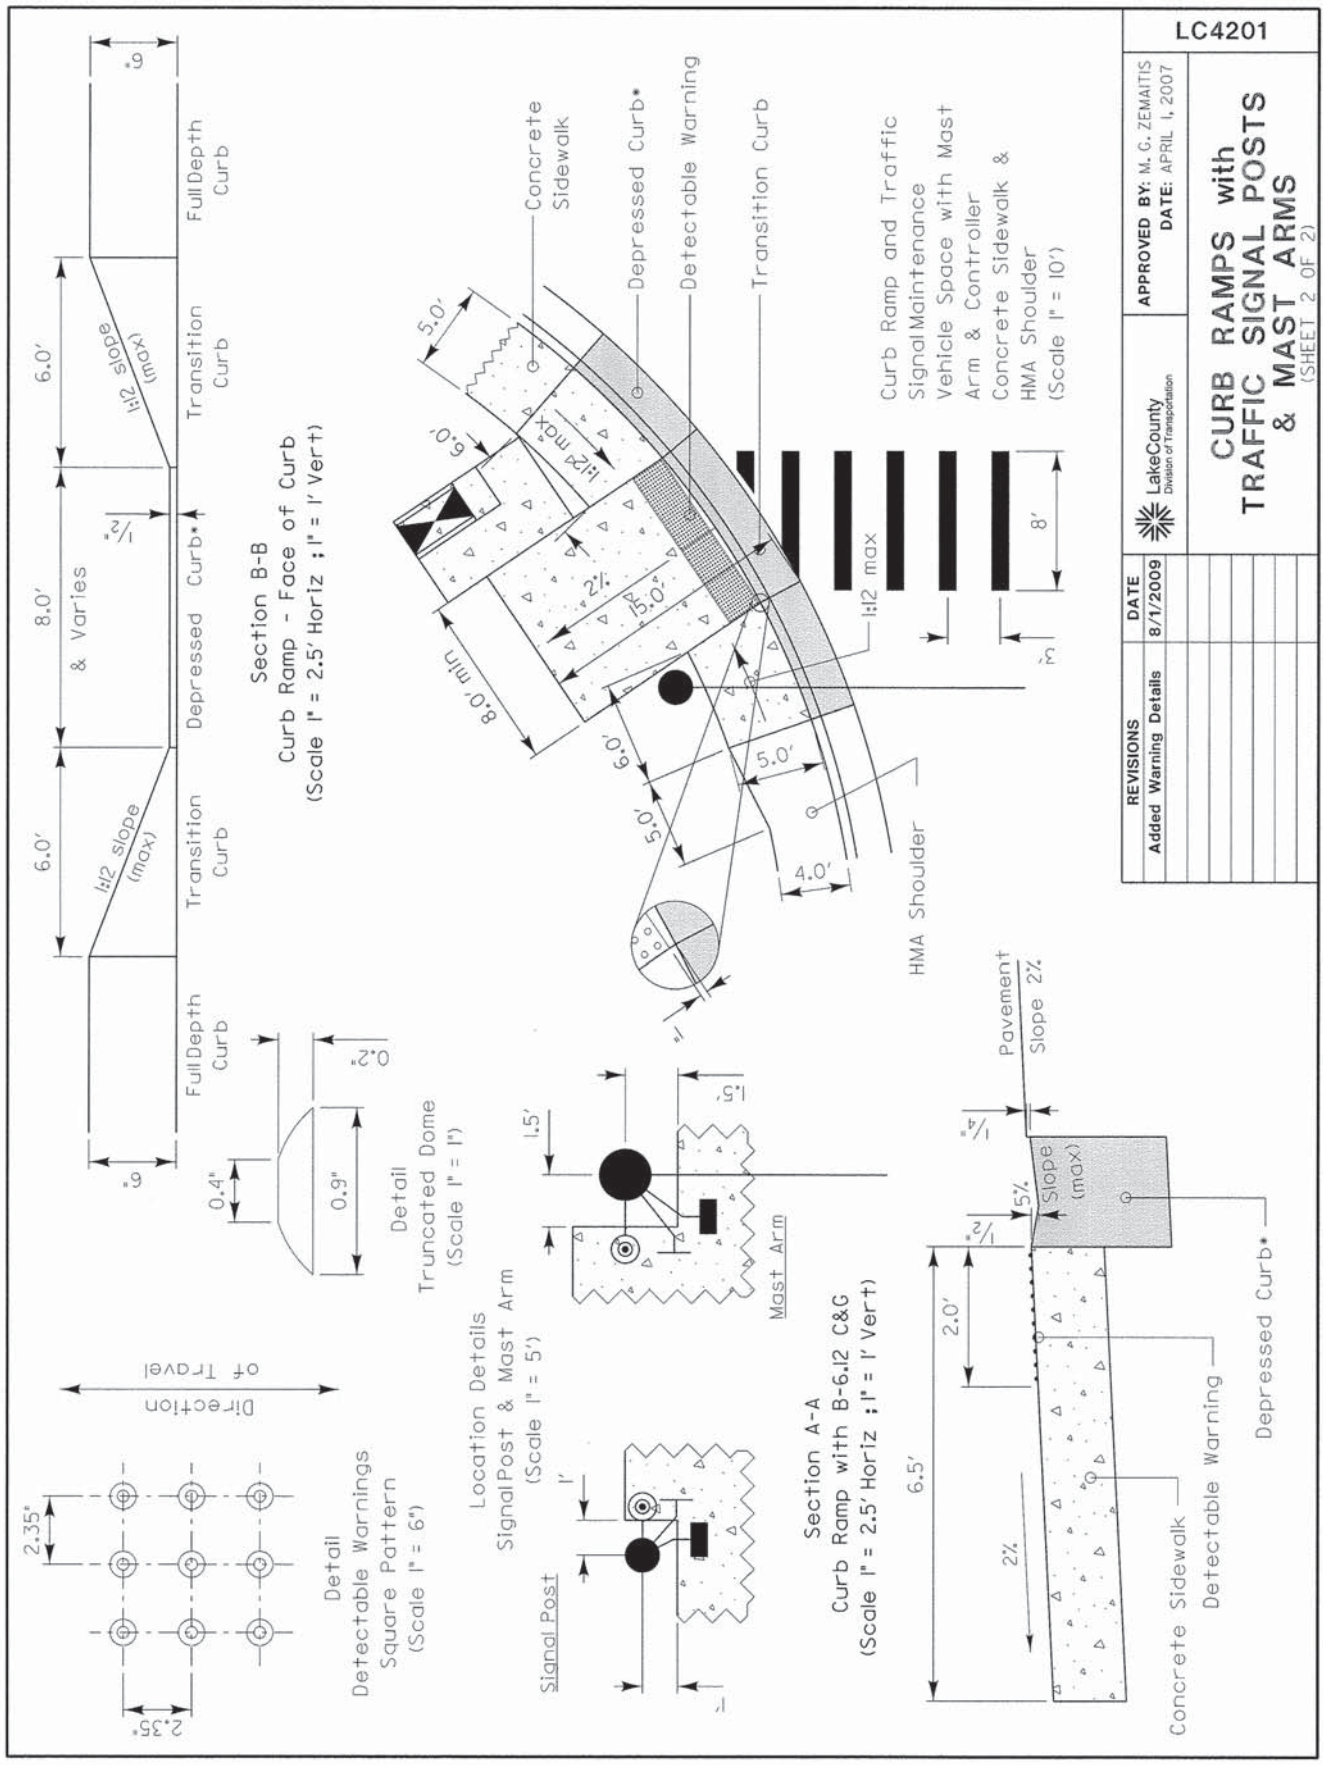 2.35"
2.35"
Direction
of Travel
Detail
Detectable Warnings
Square Pattern
(Scale 1" = 6")
0.4"
0.9"
0.2"
Detail
Truncated Dome
(Scale 1" = 1")
6"
6.0'
8.0'
& Varies
6.0'
6"
1:12 slope
(max)
1/2"
1:12 slope
(max)
Full Depth
Curb
Transition
Curb
Depressed Curb*
Transition
Curb
Full Depth
Curb
Section B-B
Curb Ramp - Face of Curb
(Scale 1" = 2.5' Horiz ; 1" = 1' Vert)
Location Details
Signal Post & Mast Arm
(Scale 1" = 5')
Signal Post
1'
1'
1.5'
1.5'
Mast Arm
Section A-A
Curb Ramp with B-6.12 C&G
(Scale 1" = 2.5' Horiz ; 1" = 1' Vert)
6.5'
2.0'
1/2"
1/4"
Pavement
Slope 2%
2%
5%
Slope
(max)
Concrete Sidewalk
Detectable Warning
Depressed Curb*
1"
5.0'
6.0'
8.0' min
6.0'
5.0'
5.0'
4.0'
2%
15.0'
1:12 max
1:12 max
HMA Shoulder
Concrete
Sidewalk
Depressed Curb*
Detectable Warning
Transition Curb
3'
8'
Curb Ramp and Traffic
Signal Maintenance
Vehicle Space with Mast
Arm & Controller
Concrete Sidewalk &
HMA Shoulder
(Scale 1" = 10')
REVISIONS
DATE
Added Warning Details
8/1/2009
LakeCounty
Division of Transportation
APPROVED BY: M. G. ZEMAITIS
DATE: APRIL 1, 2007
LC4201
CURB RAMPS with
TRAFFIC SIGNAL POSTS
& MAST ARMS
(SHEET 2 OF 2)